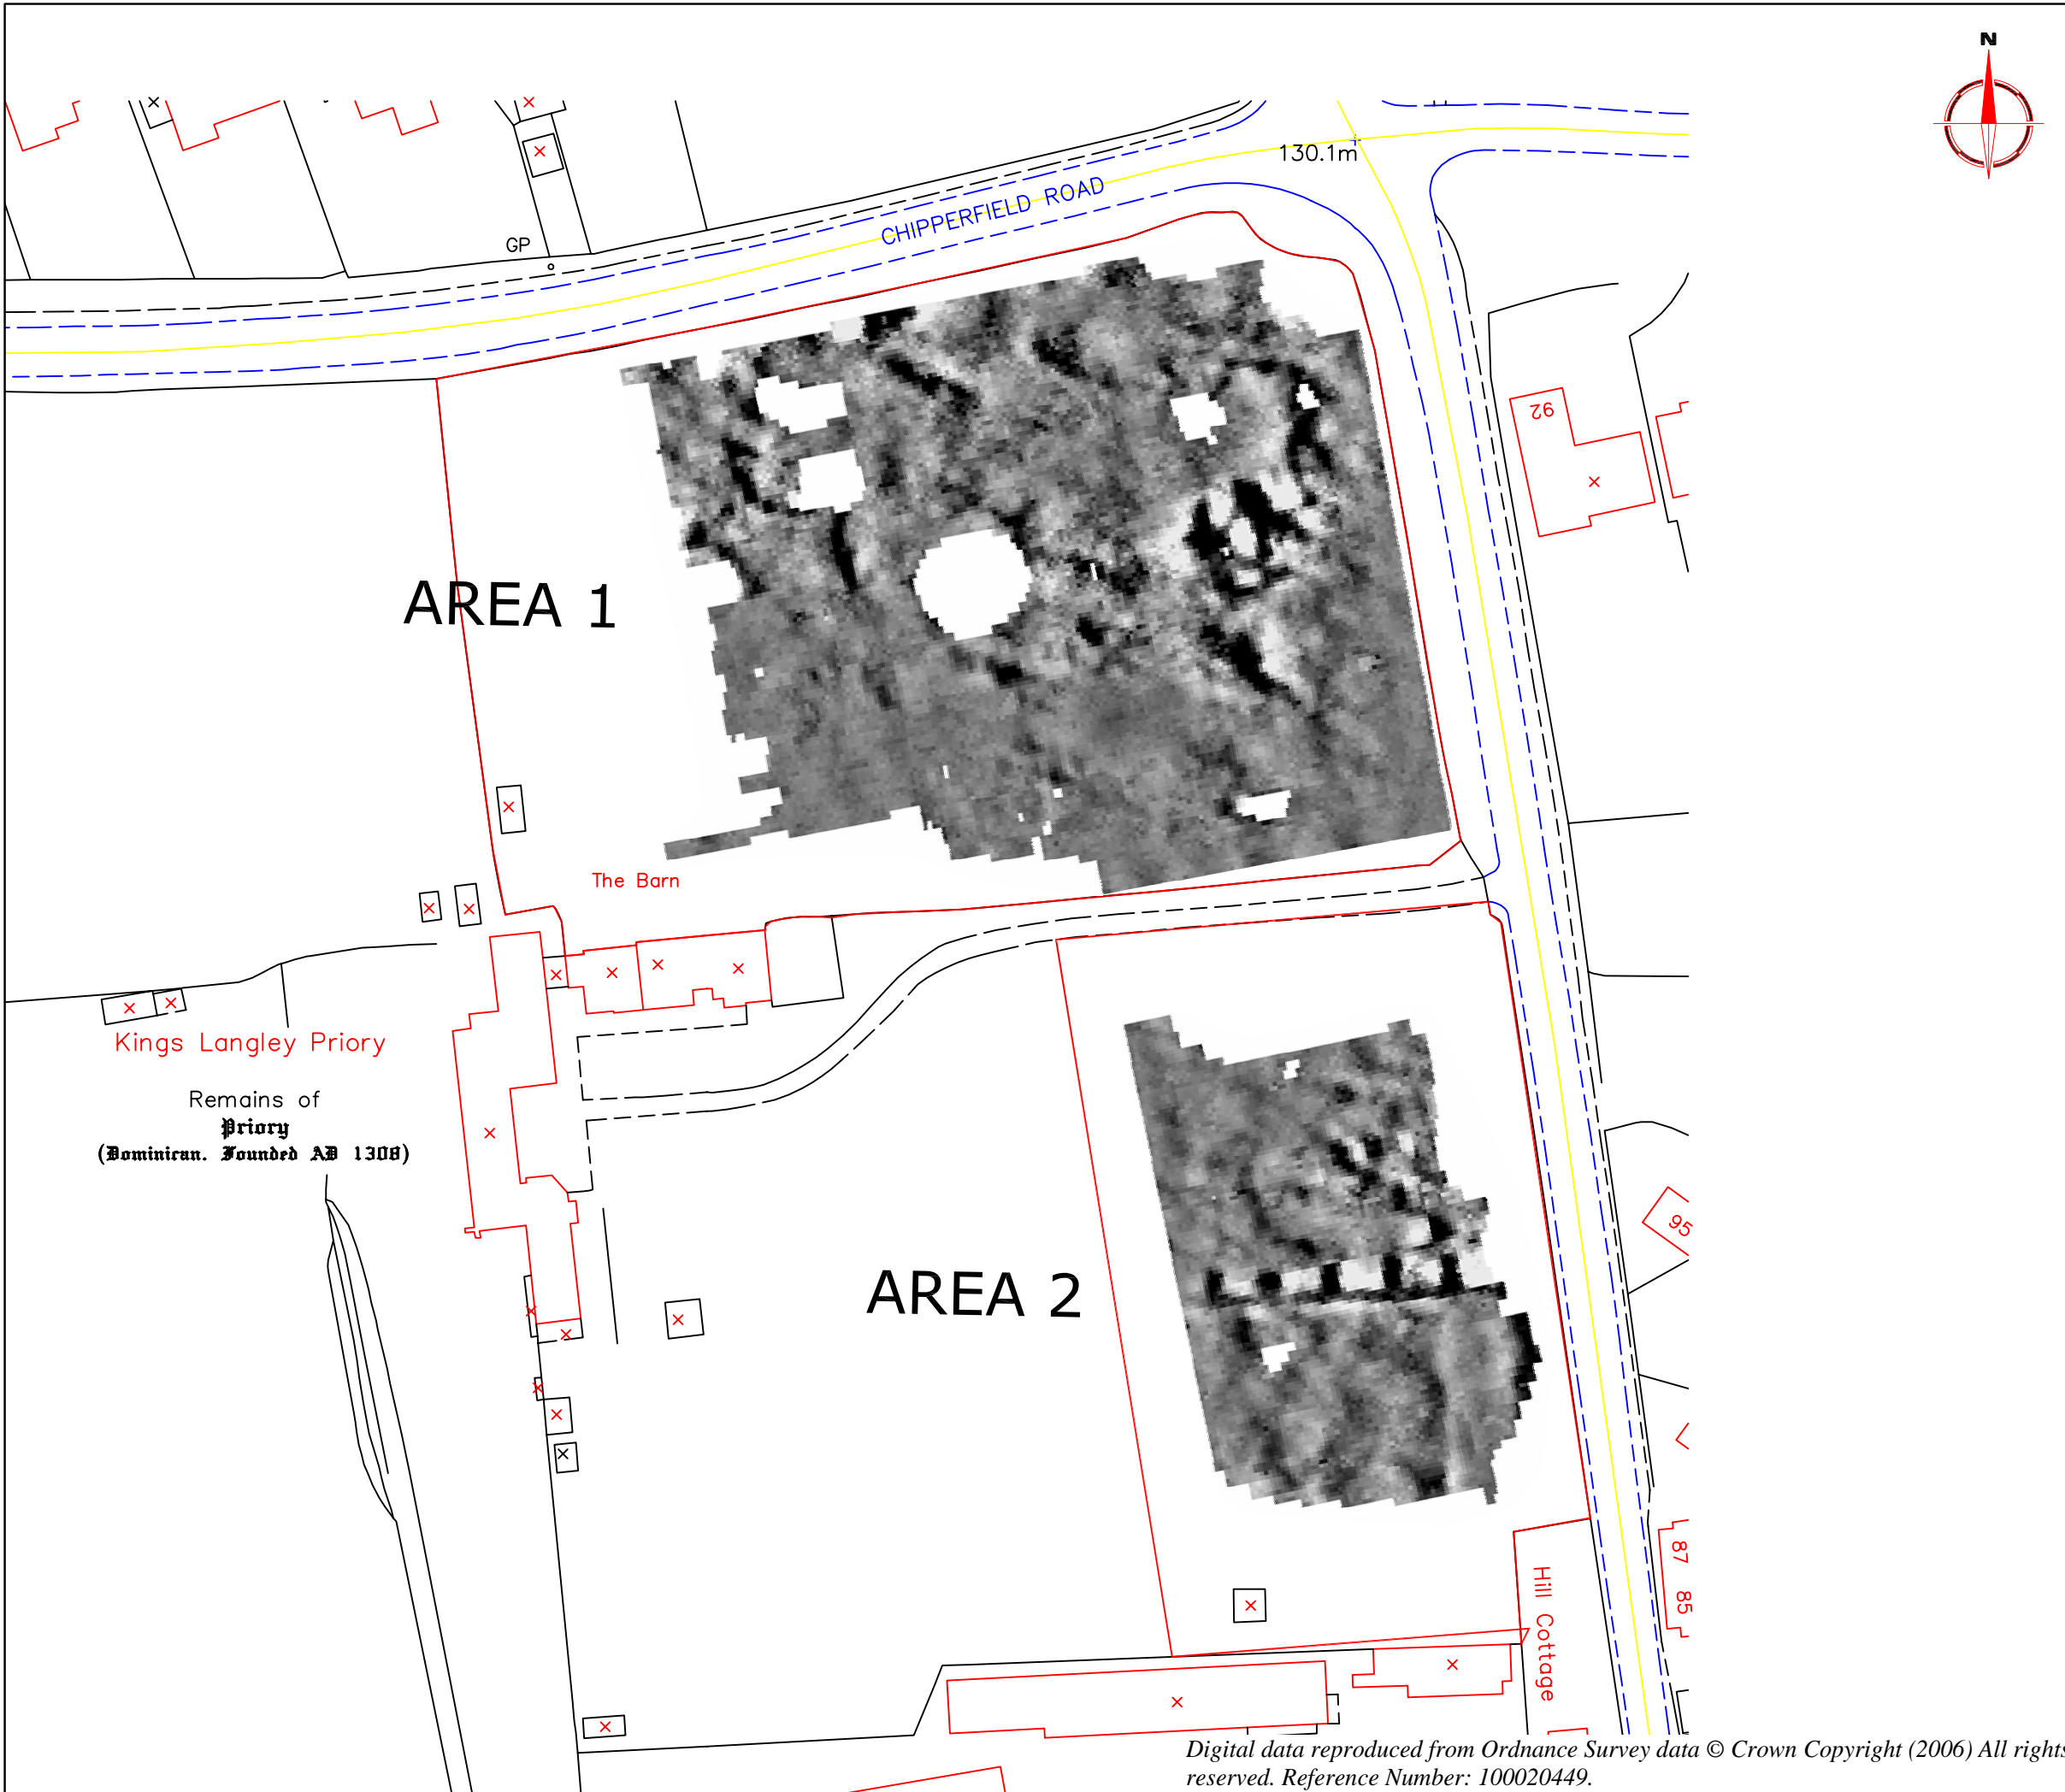 N
130.1m
CHIPPERFIELD ROAD
GP
92
AREA 1
The Barn
Kings Langley Priory
Remains of
Priory
(Dominican. Founded AD 1308)
95
AREA 2
87
85
Hill Cottage
Digital data reproduced from Ordnance Survey data © Crown Copyright (2006) All rights
reserved. Reference Number: 100020449.